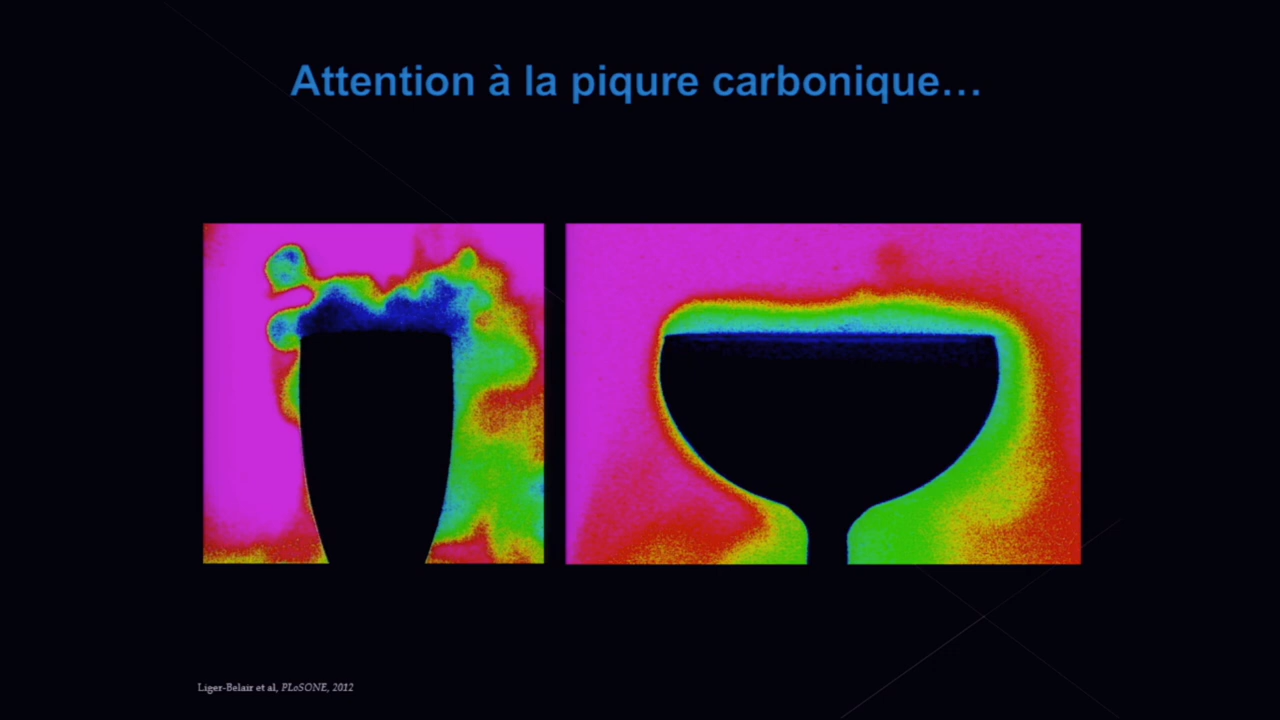 Attention à la piqure carbonique…
Liger-Belair et al, PLoSONE, 2012